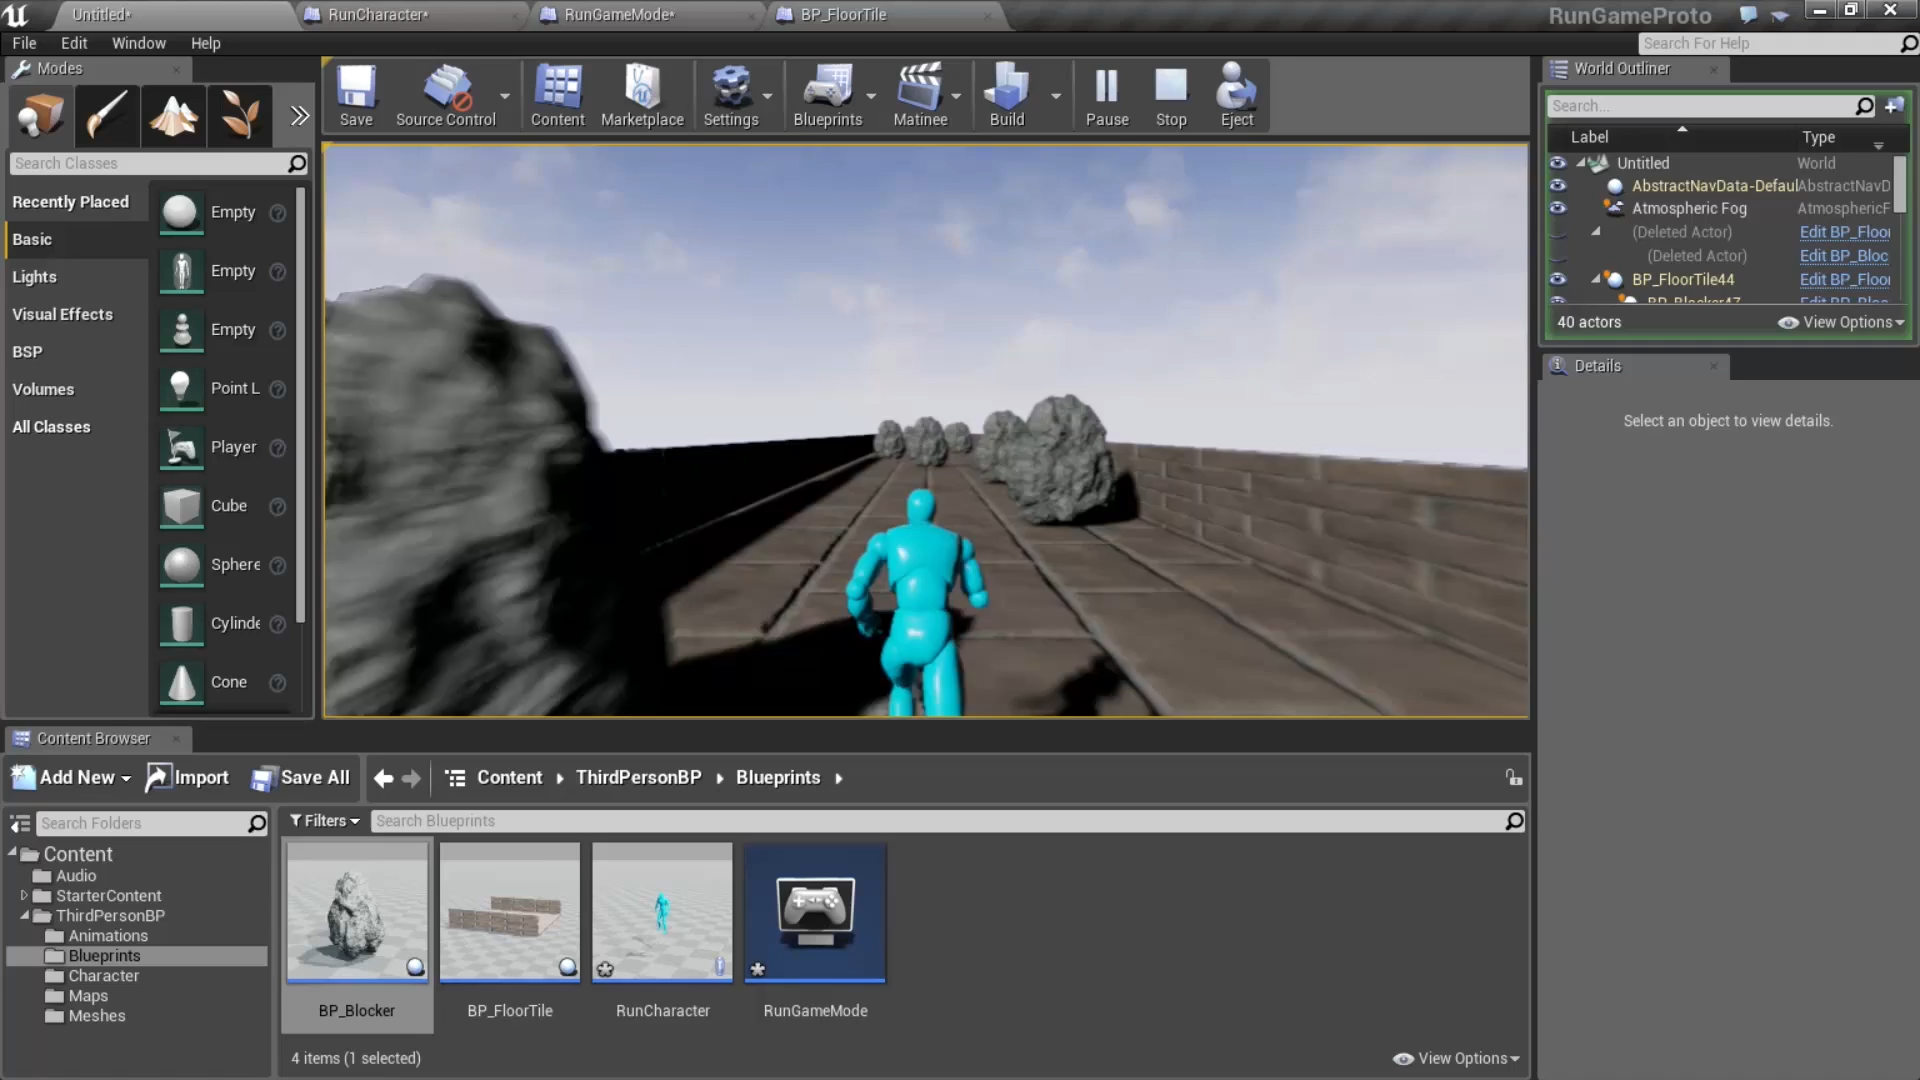 Untitled*
RunCharacter*
RunGameMode*
BP_FloorTile
RunGameProto
File
Edit
Window
Help
Search For Help
Modes
Save
Source Control
Content
Marketplace
Settings
Blueprints
Matinee
Build
Pause
Stop
Eject
World Outliner
Search...
Label
Type
Untitled
World
AbstractNavData-Defaul
AbstractNavD
Atmospheric Fog
AtmosphericF
(Deleted Actor)
Edit BP_Floor
(Deleted Actor)
Edit BP_Bloc
BP_FloorTile44
Edit BP_Floor
BP_Blocker47
Edit BP_Bloc
40 actors
View Options
Details
Select an object to view details.
Search Classes
Recently Placed
Basic
Lights
Visual Effects
BSP
Volumes
All Classes
Empty
Empty
Empty
Point L
Player
Cube
Sphere
Cylinde
Cone
Content Browser
Add New
Import
Save All
Content
ThirdPersonBP
Blueprints
Search Folders
Filters
Search Blueprints
Content
Audio
StarterContent
ThirdPersonBP
Animations
Blueprints
Character
Maps
Meshes
BP_Blocker
BP_FloorTile
RunCharacter
RunGameMode
4 items (1 selected)
View Options